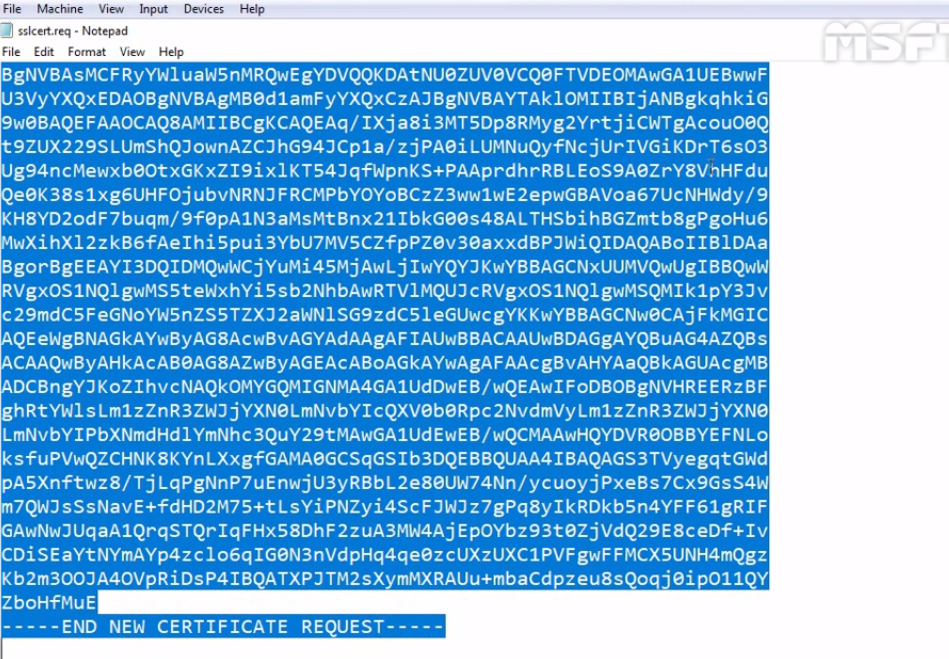 File Machine View Input Devices Help
sslcert.req - Notepad
MSFT
File Edit Format View Help
BgNVBAsMCFRyYWluaW5nMRQwEgYDVQQKDAtNU0ZUV0VCQ0FTVDEOMAwGA1UEBwwF
U3VyYXQxEDAOBgNVBAgMB0d1amFyYXQxCzAJBgNVBAYTAklOMIIBIjANBgkqhkiG
9w0BAQEFAAOCAQ8AMIIBCgKCAQEAq/IXja8i3MT5Dp8RMyg2YrtjiCWTgAcouO0Q
t9ZUX229SLUmShQJownAZCJhG94JCp1a/zjPA0iLUMNuQyfNcjUrIVGiKDrT6sO3
Ug94ncMewxb0OtxGKxZI9ixlKT54JqfWpnKS+PAAprdhrRBLEoS9A0ZrY8VhHFdu
Qe0K38s1xg6UHFOjubvNRNJFRCMPbYOYoBCzZ3ww1wE2epwGBAVoa67UcNHWdy/9
KH8YD2odF7buqm/9f0pA1N3aMsMtBnx21IbkG00s48ALTHSbihBGZmtb8gPgoHu6
MwXihXl2zkB6fAeIhi5pui3YbU7MV5CZfpPZ0v30axxdBPJWiQIDAQABoIIBlDAa
BgorBgEEAYI3DQIDMQwWCjYuMi45MjAwLjIwYQYJKwYBBAGCNxUUMVQwUgIBBQwW
RVgxOS1NQlgwMS5teWxhYi5sb2NhbAwRTVlMQUJcRVgxOS1NQlgwMSQMIk1pY3Jv
c29mdC5FeGNoYW5nZS5TZXJ2aWNlSG9zdC5leGUwcgYKKwYBBAGCNw0CAjFkMGIC
AQEeWgBNAGkAYwByAG8AcwBvAGYAdAAgAFIAUwBBACAAUwBDAGgAYQBuAG4AZQBs
ACAAQwByAHkAcAB0AG8AZwByAGEAcABoAGkAYwAgAFAAcgBvAHYAaQBkAGUAcgMB
ADCBngYJKoZIhvcNAQkOMYGQMIGNMA4GA1UdDwEB/wQEAwIFoDBOBgNVHREERzBF
ghRtYWlsLm1zZnR3ZWJjYXN0LmNvbYIcQXV0b0Rpc2NvdmVyLm1zZnR3ZWJjYXN0
LmNvbYIPbXNmdHdlYmNhc3QuY29tMAwGA1UdEwEB/wQCMAAwHQYDVR0OBBYEFNLo
ksfuPVwQZCHNK8KYnLXxgfGAMA0GCSqGSIb3DQEBBQUAA4IBAQAGS3TVyegqtGWd
pA5Xnftwz8/TjLqPgNnP7uEnwjU3yRBbL2e80UW74Nn/ycuoyjPxeBs7Cx9GsS4W
m7QWJsSsNavE+fdHD2M75+tLsYiPNZyi4ScFJWJz7gPq8yIkRDkb5n4YFF61gRIF
GAwNwJUqaA1QrqSTQrIqFHx58DhF2zuA3MW4AjEpOYbz93t0ZjVdQ29E8ceDf+Iv
CDiSEaYtNYmAYp4zclo6qIG0N3nVdpHq4qe0zcUXzUXC1PVFgwFFMCX5UNH4mQgz
Kb2m3OOJA4OVpRiDsP4IBQATXPJTM2sXymMXRAUu+mbaCdpzeu8sQoqj0ipO11QY
ZboHfMuE
-----END NEW CERTIFICATE REQUEST-----